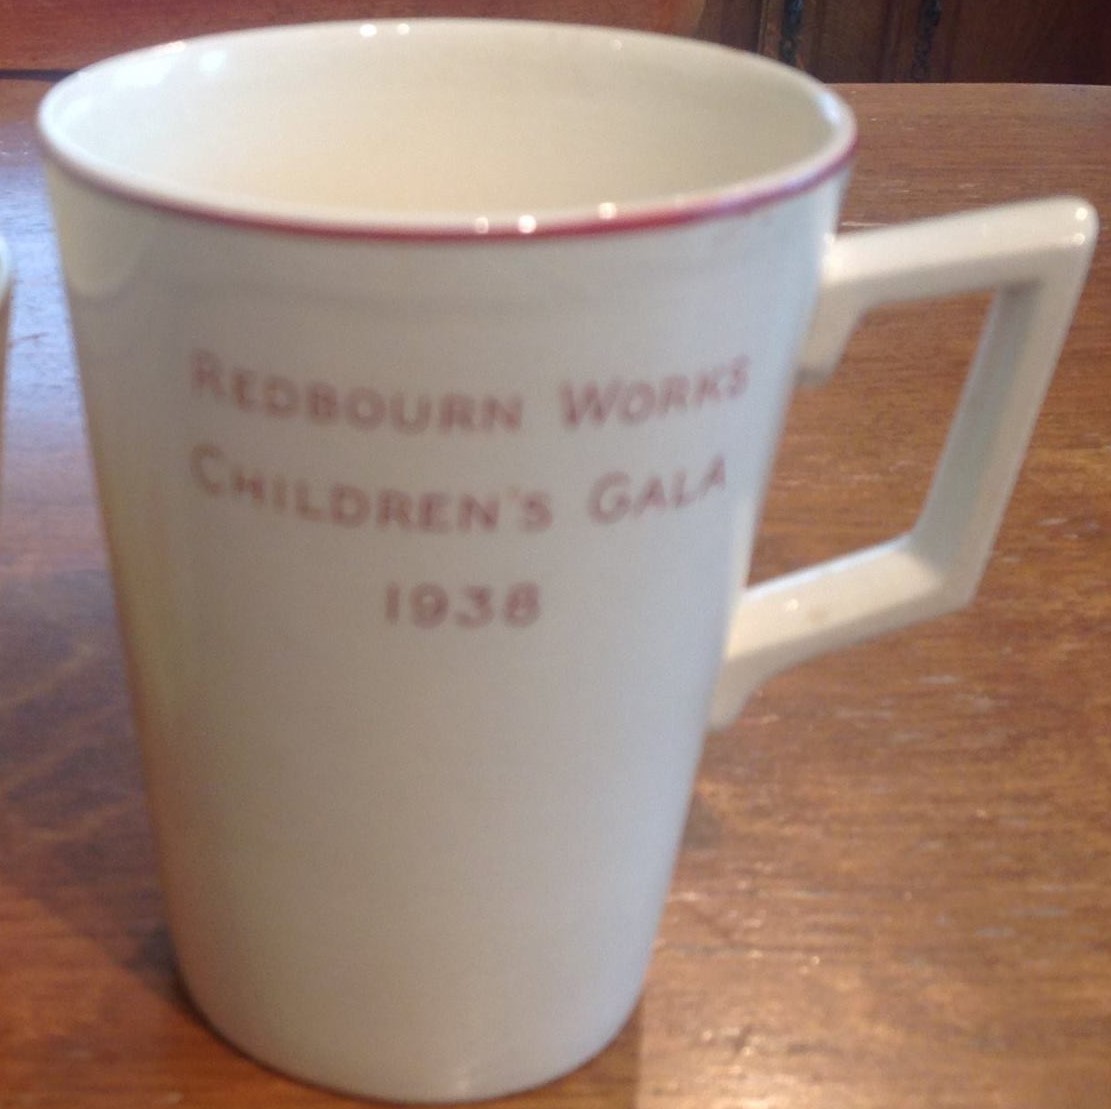 REDBOURN WORKS
CHILDREN'S GALA
1938